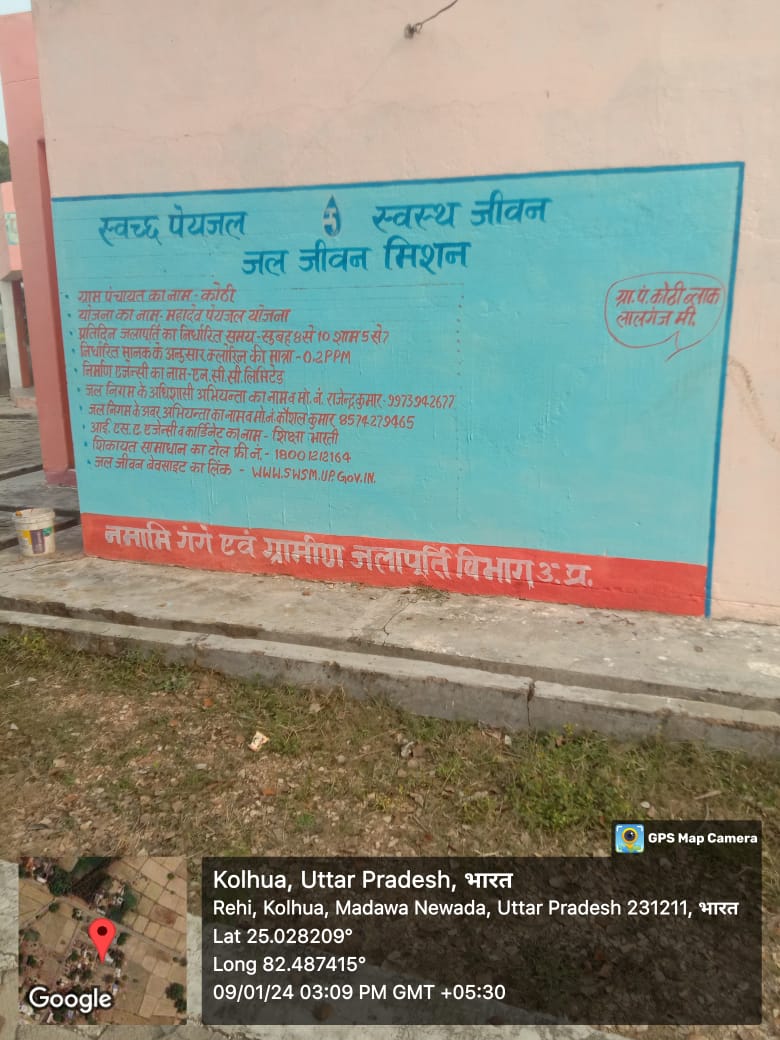 स्वच्छ पेयजल स्वस्थ जीवन
जल जीवन मिशन
ग्राम पंचायत का नाम - कोठी
योजना का नाम - महादेव पेयजल योजना
प्रतिदिन जलापूर्ति का निर्धारित समय - सुबह 8 से 10 शाम 5 से 7
निर्धारित मानक के अनुसार क्लोरिन की मात्रा - 0.2 PPM
निर्माण एजेन्सी का नाम - एन. सी. सी लिमिटेड
जल निगम के अधिशासी अभियन्ता का नाम व मो. नं. राजेन्द्र कुमार - 9973942677
जल निगम के अवर अभियन्ता का नाम व मो. नं. कौशल कुमार 8574279465
आई. एस. ए. एजेन्सी व कार्डिनेट का नाम - शिक्षा भारती
शिकायत सामाधान का टोल फ्री नं. - 18001212164
जल जीवन बेवसाइट का लिंक - WWW.SWSM.UP.GOV.IN.
ग्रा. पं. कोठी ब्लाक
लालगंज मी.
नमामि गंगे एवं ग्रामीण जलापूर्ति विभाग उ. प्र.
GPS Map Camera
Kolhua, Uttar Pradesh, भारत
Rehi, Kolhua, Madawa Newada, Uttar Pradesh 231211, भारत
Lat 25.028209°
Long 82.487415°
09/01/24 03:09 PM GMT +05:30
Google